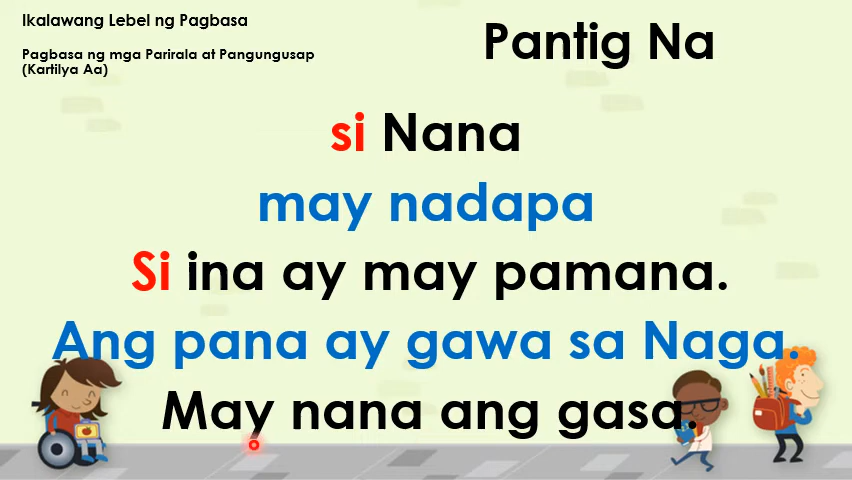 Ikalawang Lebel ng Pagbasa
Pagbasa ng mga Parirala at Pangungusap
(Kartilya Aa)
Pantig Na
si Nana
may nadapa
Si ina ay may pamana.
Ang pana ay gawa sa Naga.
May nana ang gasa.